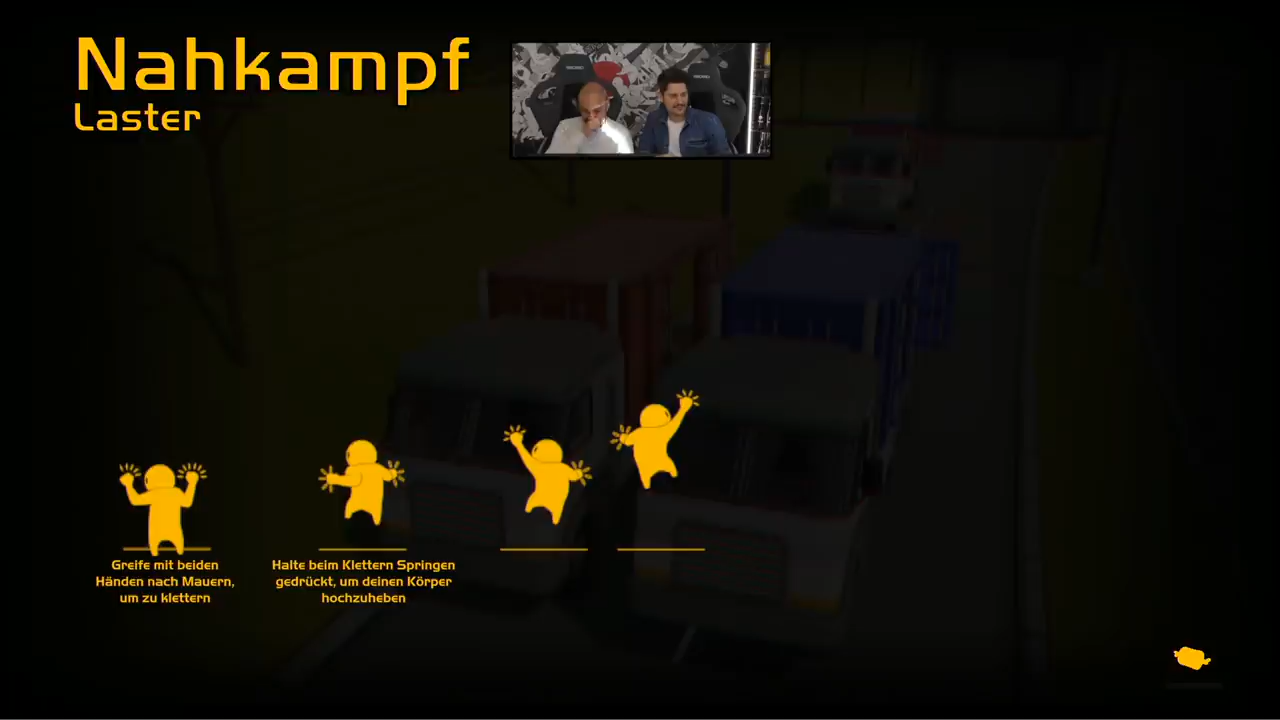 Nahkampf
Laster
Greife mit beiden
Händen nach Mauern,
um zu klettern
Halte beim Klettern Springen
gedrückt, um deinen Körper
hochzuheben